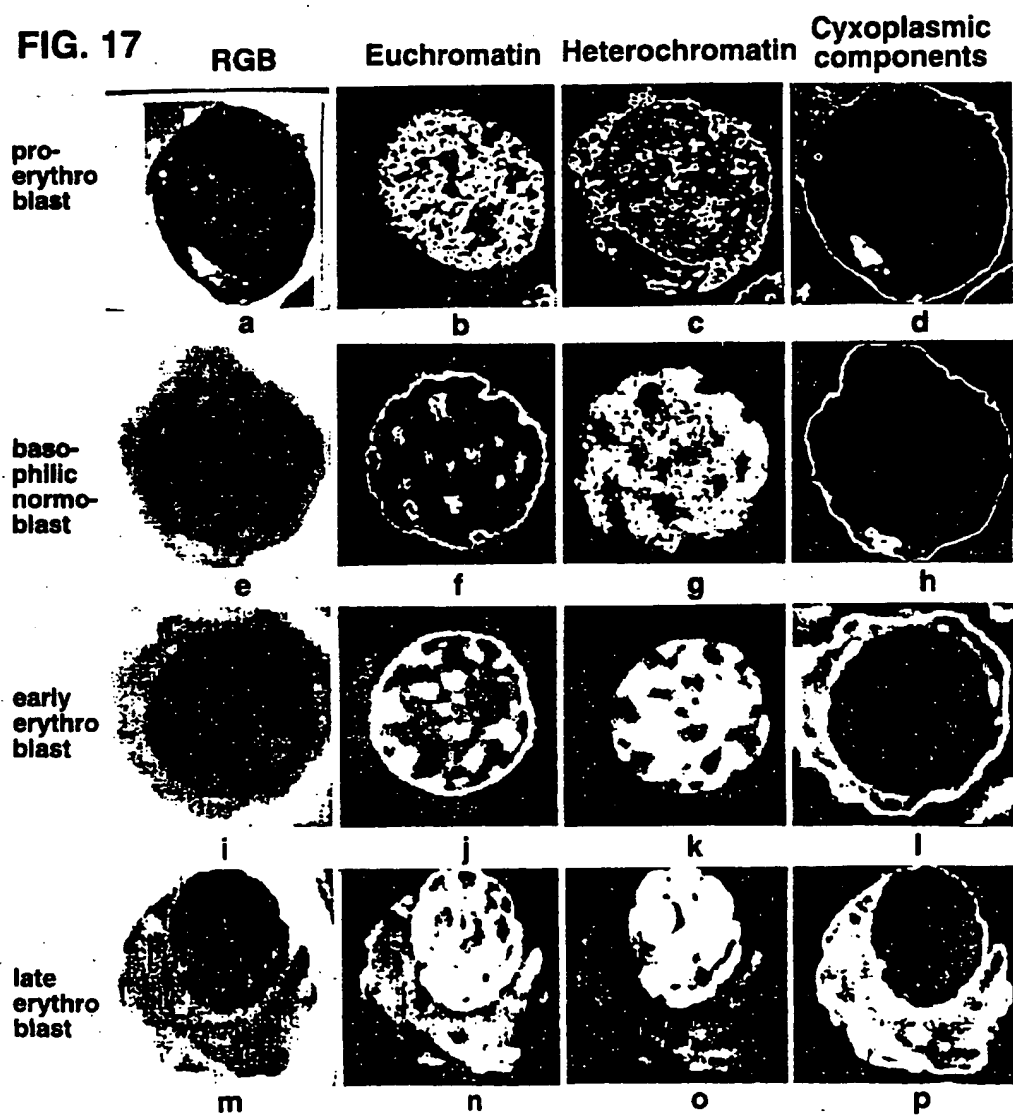 FIG. 17
RGB
Euchromatin
Heterochromatin
Cyxoplasmic
components
pro-
erythro
blast
a
b
c
d
baso-
philic
normo-
blast
e
f
g
h
early
erythro
blast
i
j
k
l
late
erythro
blast
m
n
o
p